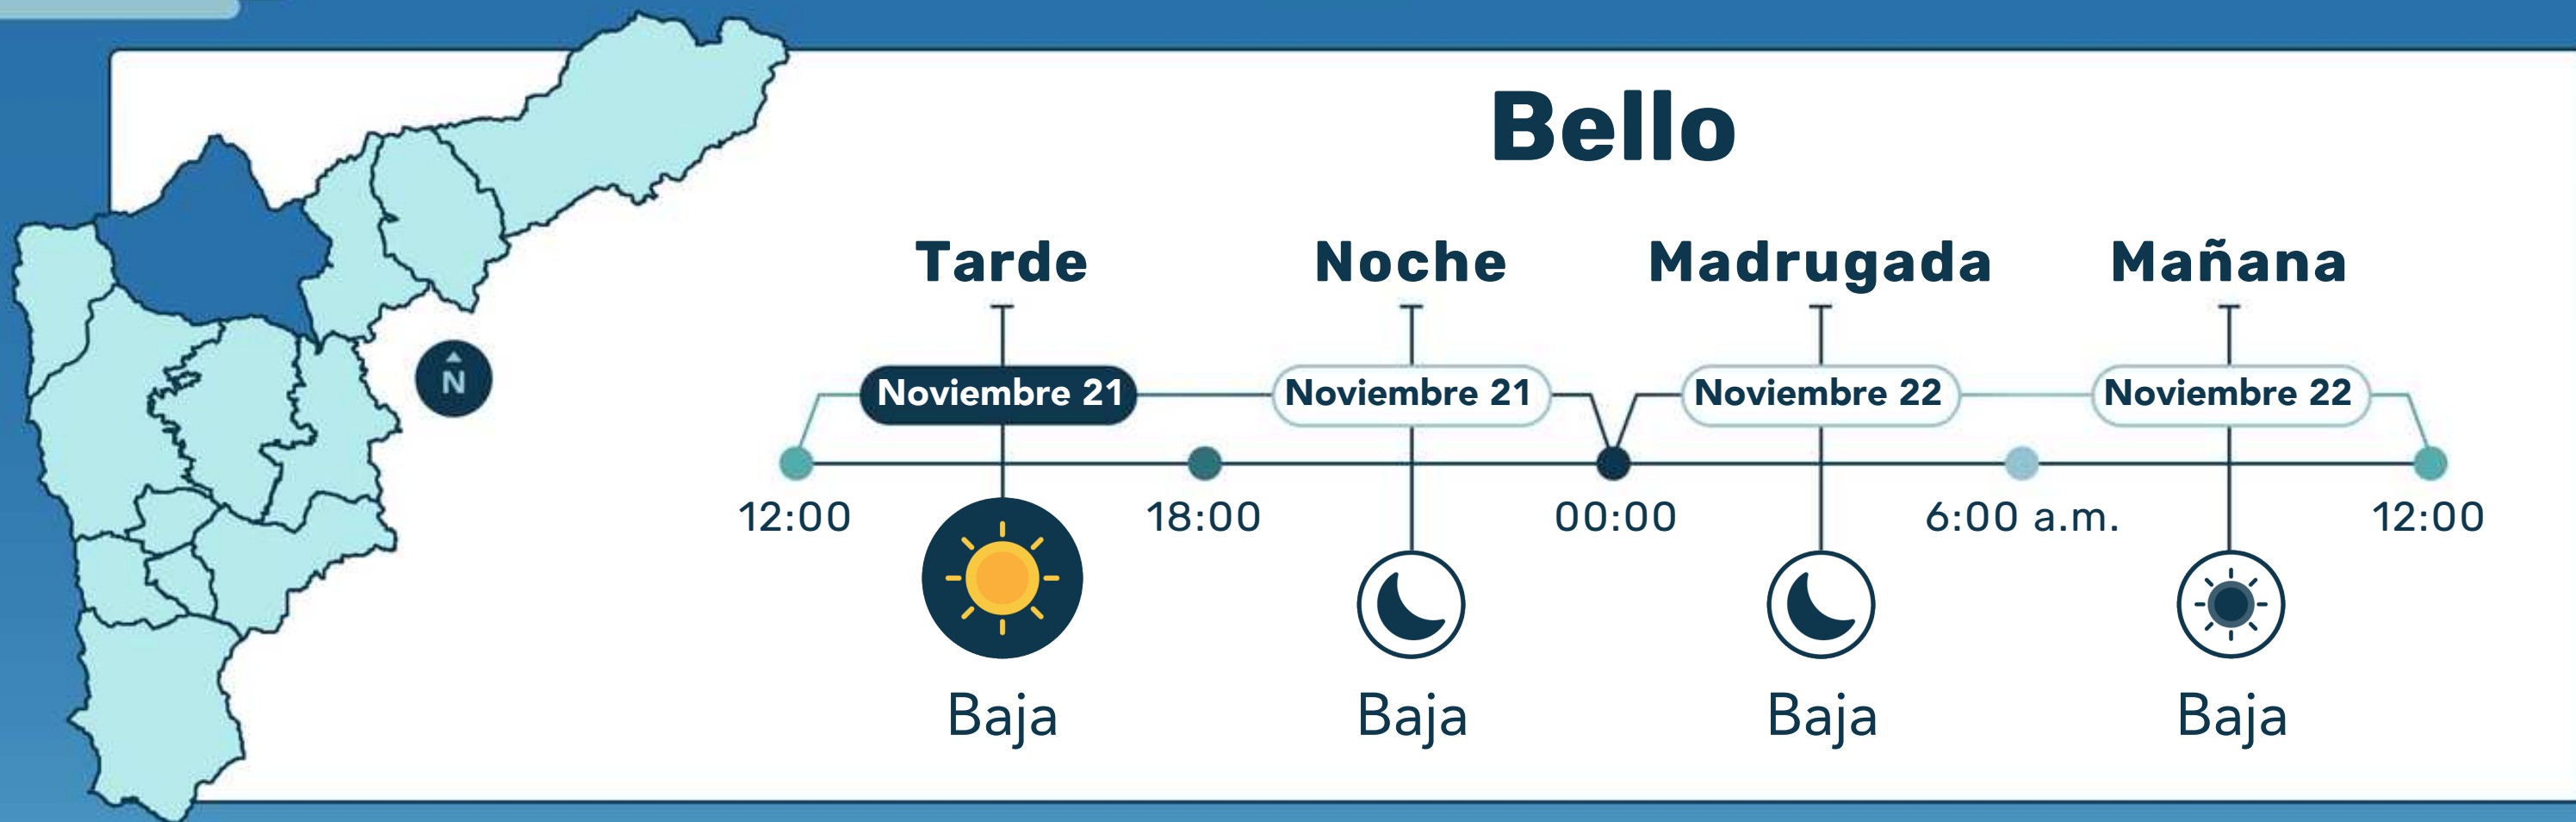 Bello
Tarde Noche Madrugada Mañana
N
Noviembre 21 Noviembre 21 Noviembre 22 Noviembre 22
12:00 18:00 00:00 6:00 a.m. 12:00
Baja Baja Baja Baja